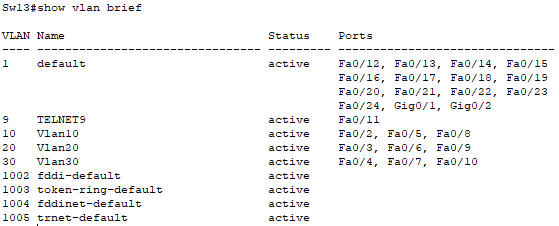 Sw13#show vlan brief
VLAN Name                             Status    Ports
---- -------------------------------- --------- -------------------------------
1    default                          active    Fa0/12, Fa0/13, Fa0/14, Fa0/15
                                                Fa0/16, Fa0/17, Fa0/18, Fa0/19
                                                Fa0/20, Fa0/21, Fa0/22, Fa0/23
                                                Fa0/24, Gig0/1, Gig0/2
9    TELNET9                          active    Fa0/11
10   Vlan10                           active    Fa0/2, Fa0/5, Fa0/8
20   Vlan20                           active    Fa0/3, Fa0/6, Fa0/9
30   Vlan30                           active    Fa0/4, Fa0/7, Fa0/10
1002 fddi-default                     active
1003 token-ring-default               active
1004 fddinet-default                  active
1005 trnet-default                    active